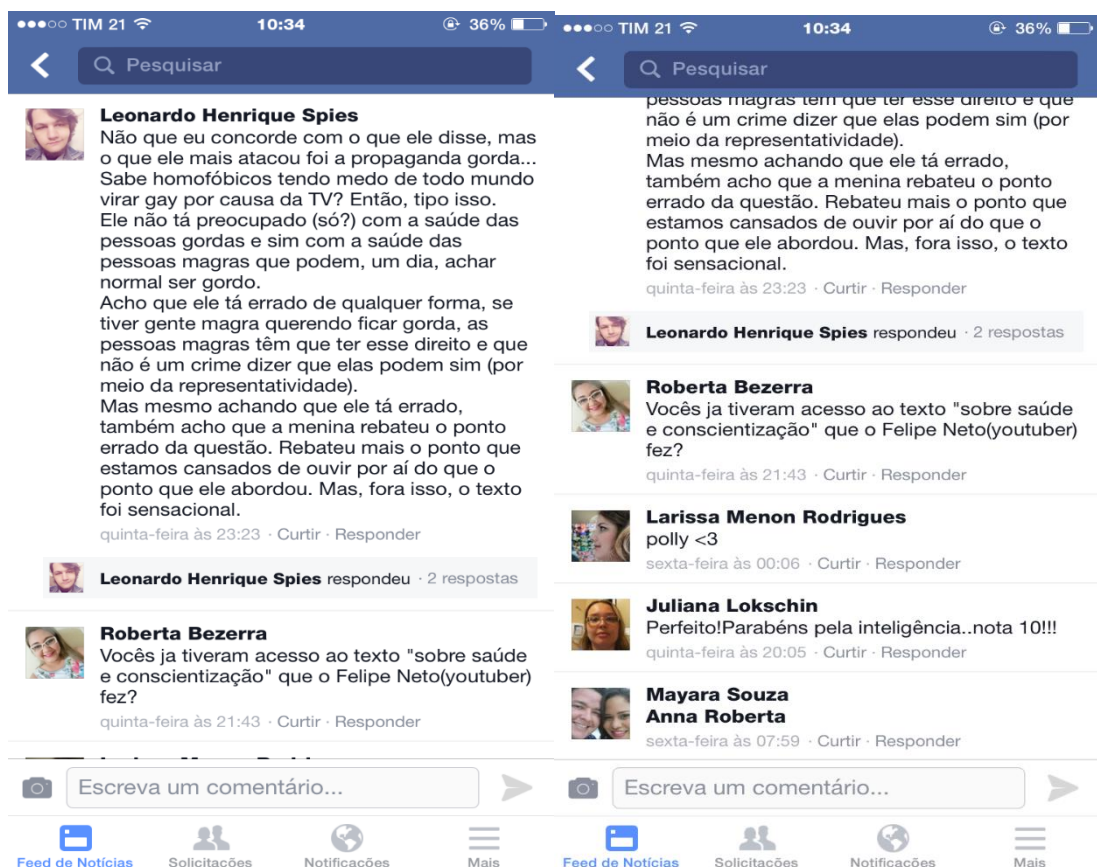 TIM 21 10:34 36%
Pesquisar
Leonardo Henrique Spies
Não que eu concorde com o que ele disse, mas
o que ele mais atacou foi a propaganda gorda...
Sabe homofóbicos tendo medo de todo mundo
virar gay por causa da TV? Então, tipo isso.
Ele não tá preocupado (só?) com a saúde das
pessoas gordas e sim com a saúde das
pessoas magras que podem, um dia, achar
normal ser gordo.
Acho que ele tá errado de qualquer forma, se
tiver gente magra querendo ficar gorda, as
pessoas magras têm que ter esse direito e que
não é um crime dizer que elas podem sim (por
meio da representatividade).
Mas mesmo achando que ele tá errado,
também acho que a menina rebateu o ponto
errado da questão. Rebateu mais o ponto que
estamos cansados de ouvir por aí do que o
ponto que ele abordou. Mas, fora isso, o texto
foi sensacional.
quinta-feira às 23:23 · Curtir · Responder
Leonardo Henrique Spies respondeu · 2 respostas
Roberta Bezerra
Vocês ja tiveram acesso ao texto "sobre saúde
e conscientização" que o Felipe Neto(youtuber)
fez?
quinta-feira às 21:43 · Curtir · Responder
Escreva um comentário...
Feed de Notícias Solicitações Notificações Mais
TIM 21 10:34 36%
Pesquisar
pessoas magras têm que ter esse direito e que
não é um crime dizer que elas podem sim (por
meio da representatividade).
Mas mesmo achando que ele tá errado,
também acho que a menina rebateu o ponto
errado da questão. Rebateu mais o ponto que
estamos cansados de ouvir por aí do que o
ponto que ele abordou. Mas, fora isso, o texto
foi sensacional.
quinta-feira às 23:23 · Curtir · Responder
Leonardo Henrique Spies respondeu · 2 respostas
Roberta Bezerra
Vocês ja tiveram acesso ao texto "sobre saúde
e conscientização" que o Felipe Neto(youtuber)
fez?
quinta-feira às 21:43 · Curtir · Responder
Larissa Menon Rodrigues
polly <3
sexta-feira às 00:06 · Curtir · Responder
Juliana Lokschin
Perfeito!Parabéns pela inteligência..nota 10!!!
quinta-feira às 20:05 · Curtir · Responder
Mayara Souza
Anna Roberta
sexta-feira às 07:59 · Curtir · Responder
Escreva um comentário...
Feed de Notícias Solicitações Notificações Mais